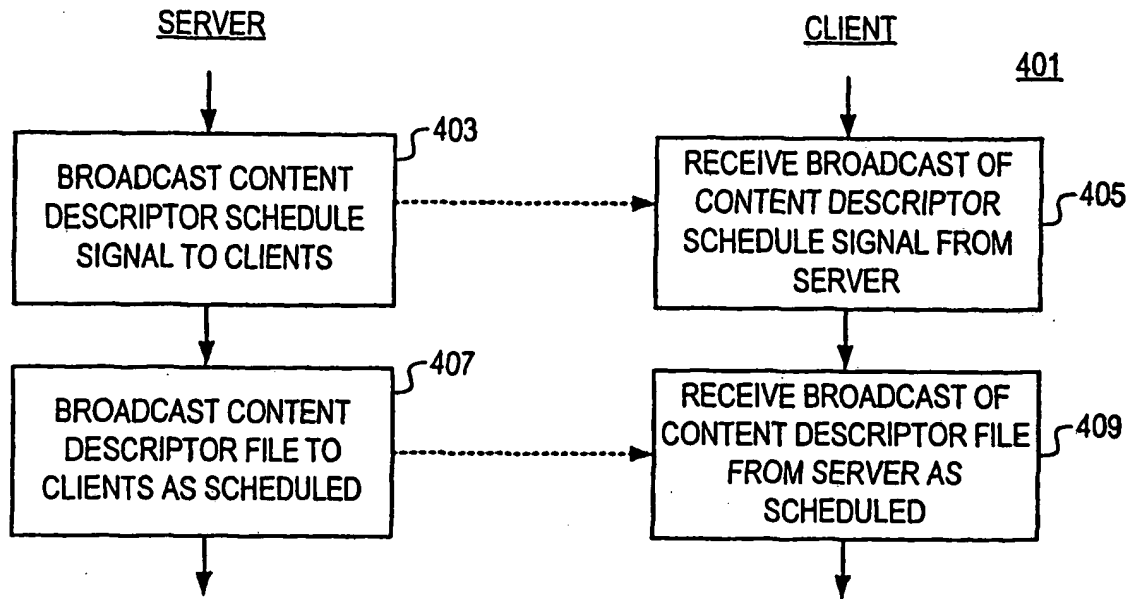 SERVER
CLIENT
401
403
BROADCAST CONTENT
DESCRIPTOR SCHEDULE
SIGNAL TO CLIENTS
RECEIVE BROADCAST OF
CONTENT DESCRIPTOR
SCHEDULE SIGNAL FROM
SERVER
405
407
BROADCAST CONTENT
DESCRIPTOR FILE TO
CLIENTS AS SCHEDULED
RECEIVE BROADCAST OF
CONTENT DESCRIPTOR FILE
FROM SERVER AS
SCHEDULED
409